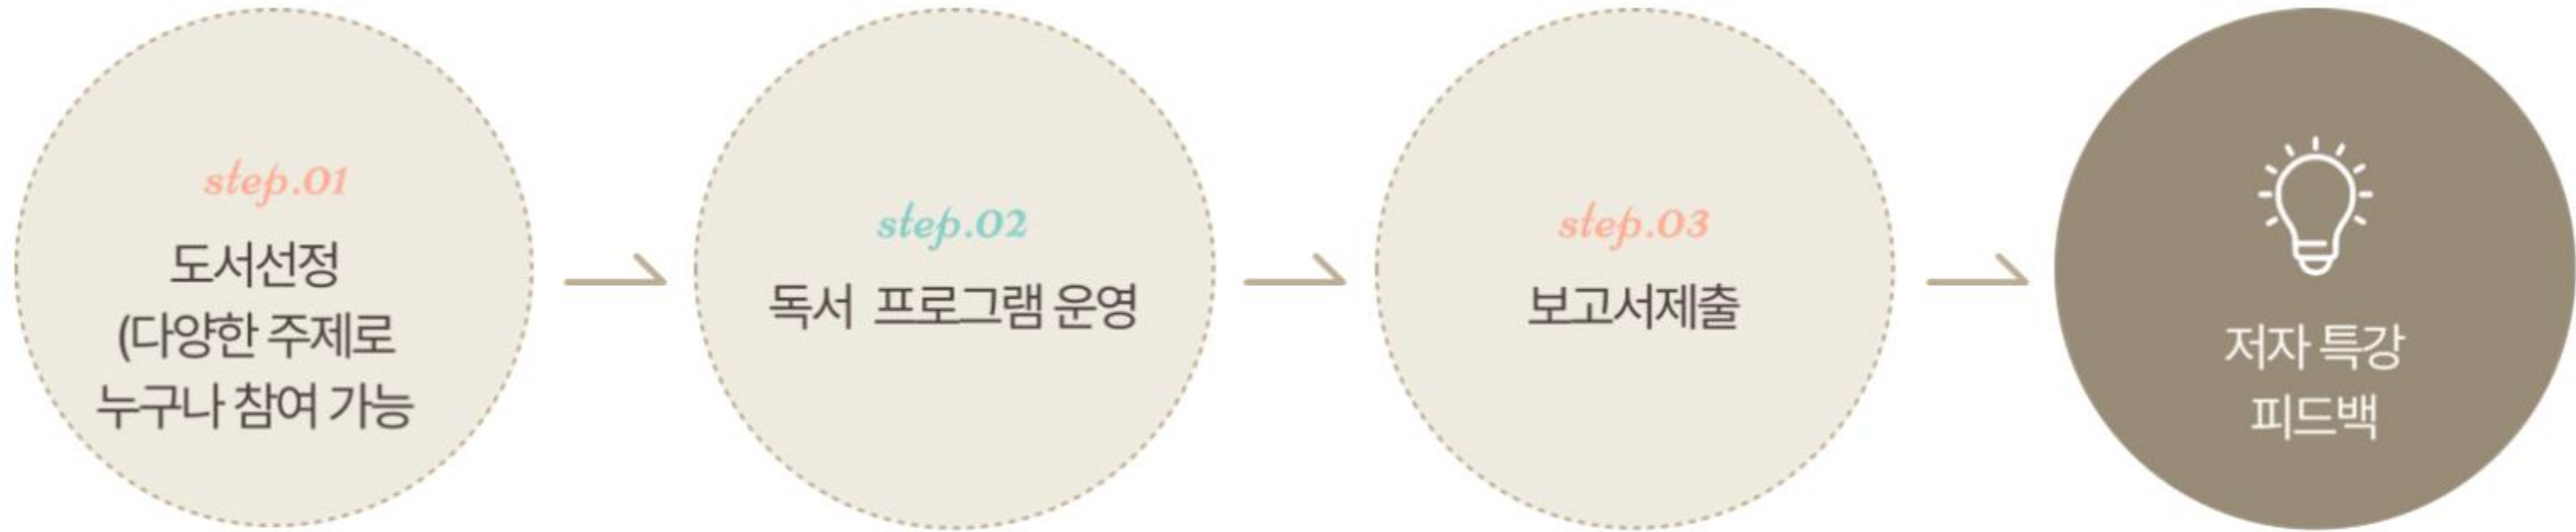 step.01
도서선정
(다양한 주제로
누구나 참여 가능
step.02
독서 프로그램 운영
step.03
보고서제출
저자 특강
피드백